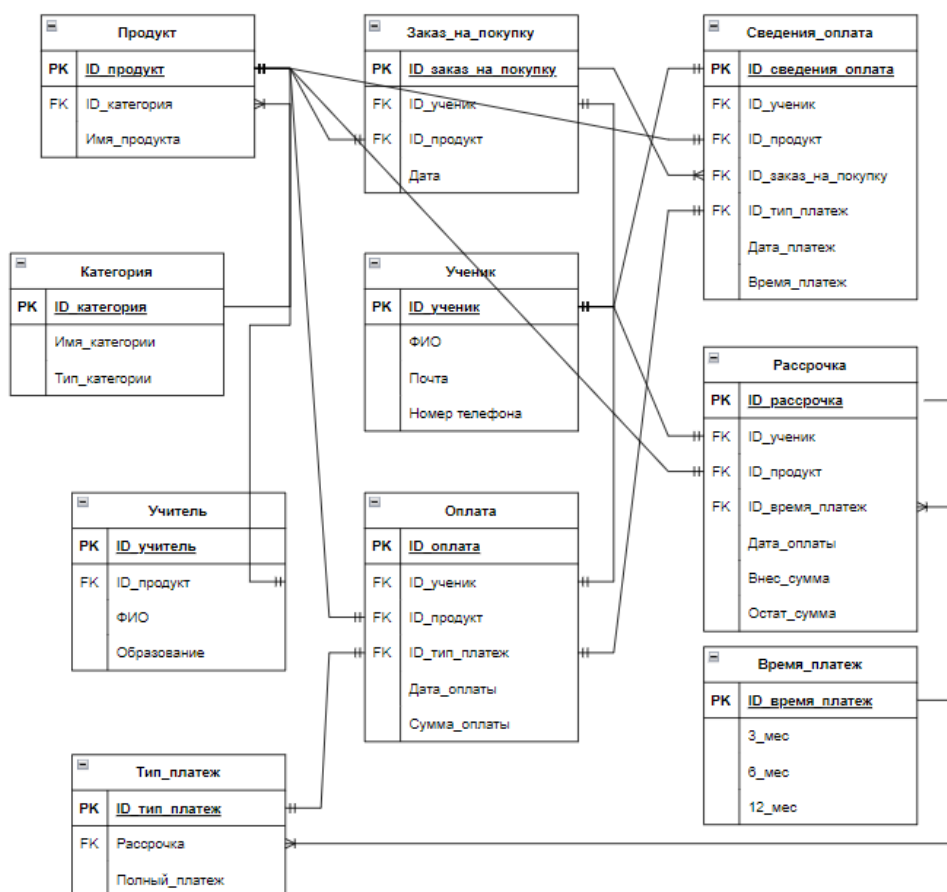 Продукт
PK ID_продукт
FK ID_категория
Имя_продукта
Заказ_на_покупку
PK ID_заказ_на_покупку
FK ID_ученик
FK ID_продукт
Дата
Сведения_оплата
PK ID_сведения_оплата
FK ID_ученик
FK ID_продукт
FK ID_заказ_на_покупку
FK ID_тип_платеж
Дата_платеж
Время_платеж
Категория
PK ID_категория
Имя_категории
Тип_категории
Ученик
PK ID_ученик
ФИО
Почта
Номер телефона
Рассрочка
PK ID_рассрочка
FK ID_ученик
FK ID_продукт
FK ID_время_платеж
Дата_оплаты
Внес_сумма
Остат_сумма
Учитель
PK ID_учитель
FK ID_продукт
ФИО
Образование
Оплата
PK ID_оплата
FK ID_ученик
FK ID_продукт
FK ID_тип_платеж
Дата_оплаты
Сумма_оплаты
Время_платеж
PK ID_время_платеж
3_мес
6_мес
12_мес
Тип_платеж
PK ID_тип_платеж
FK Рассрочка
Полный_платеж